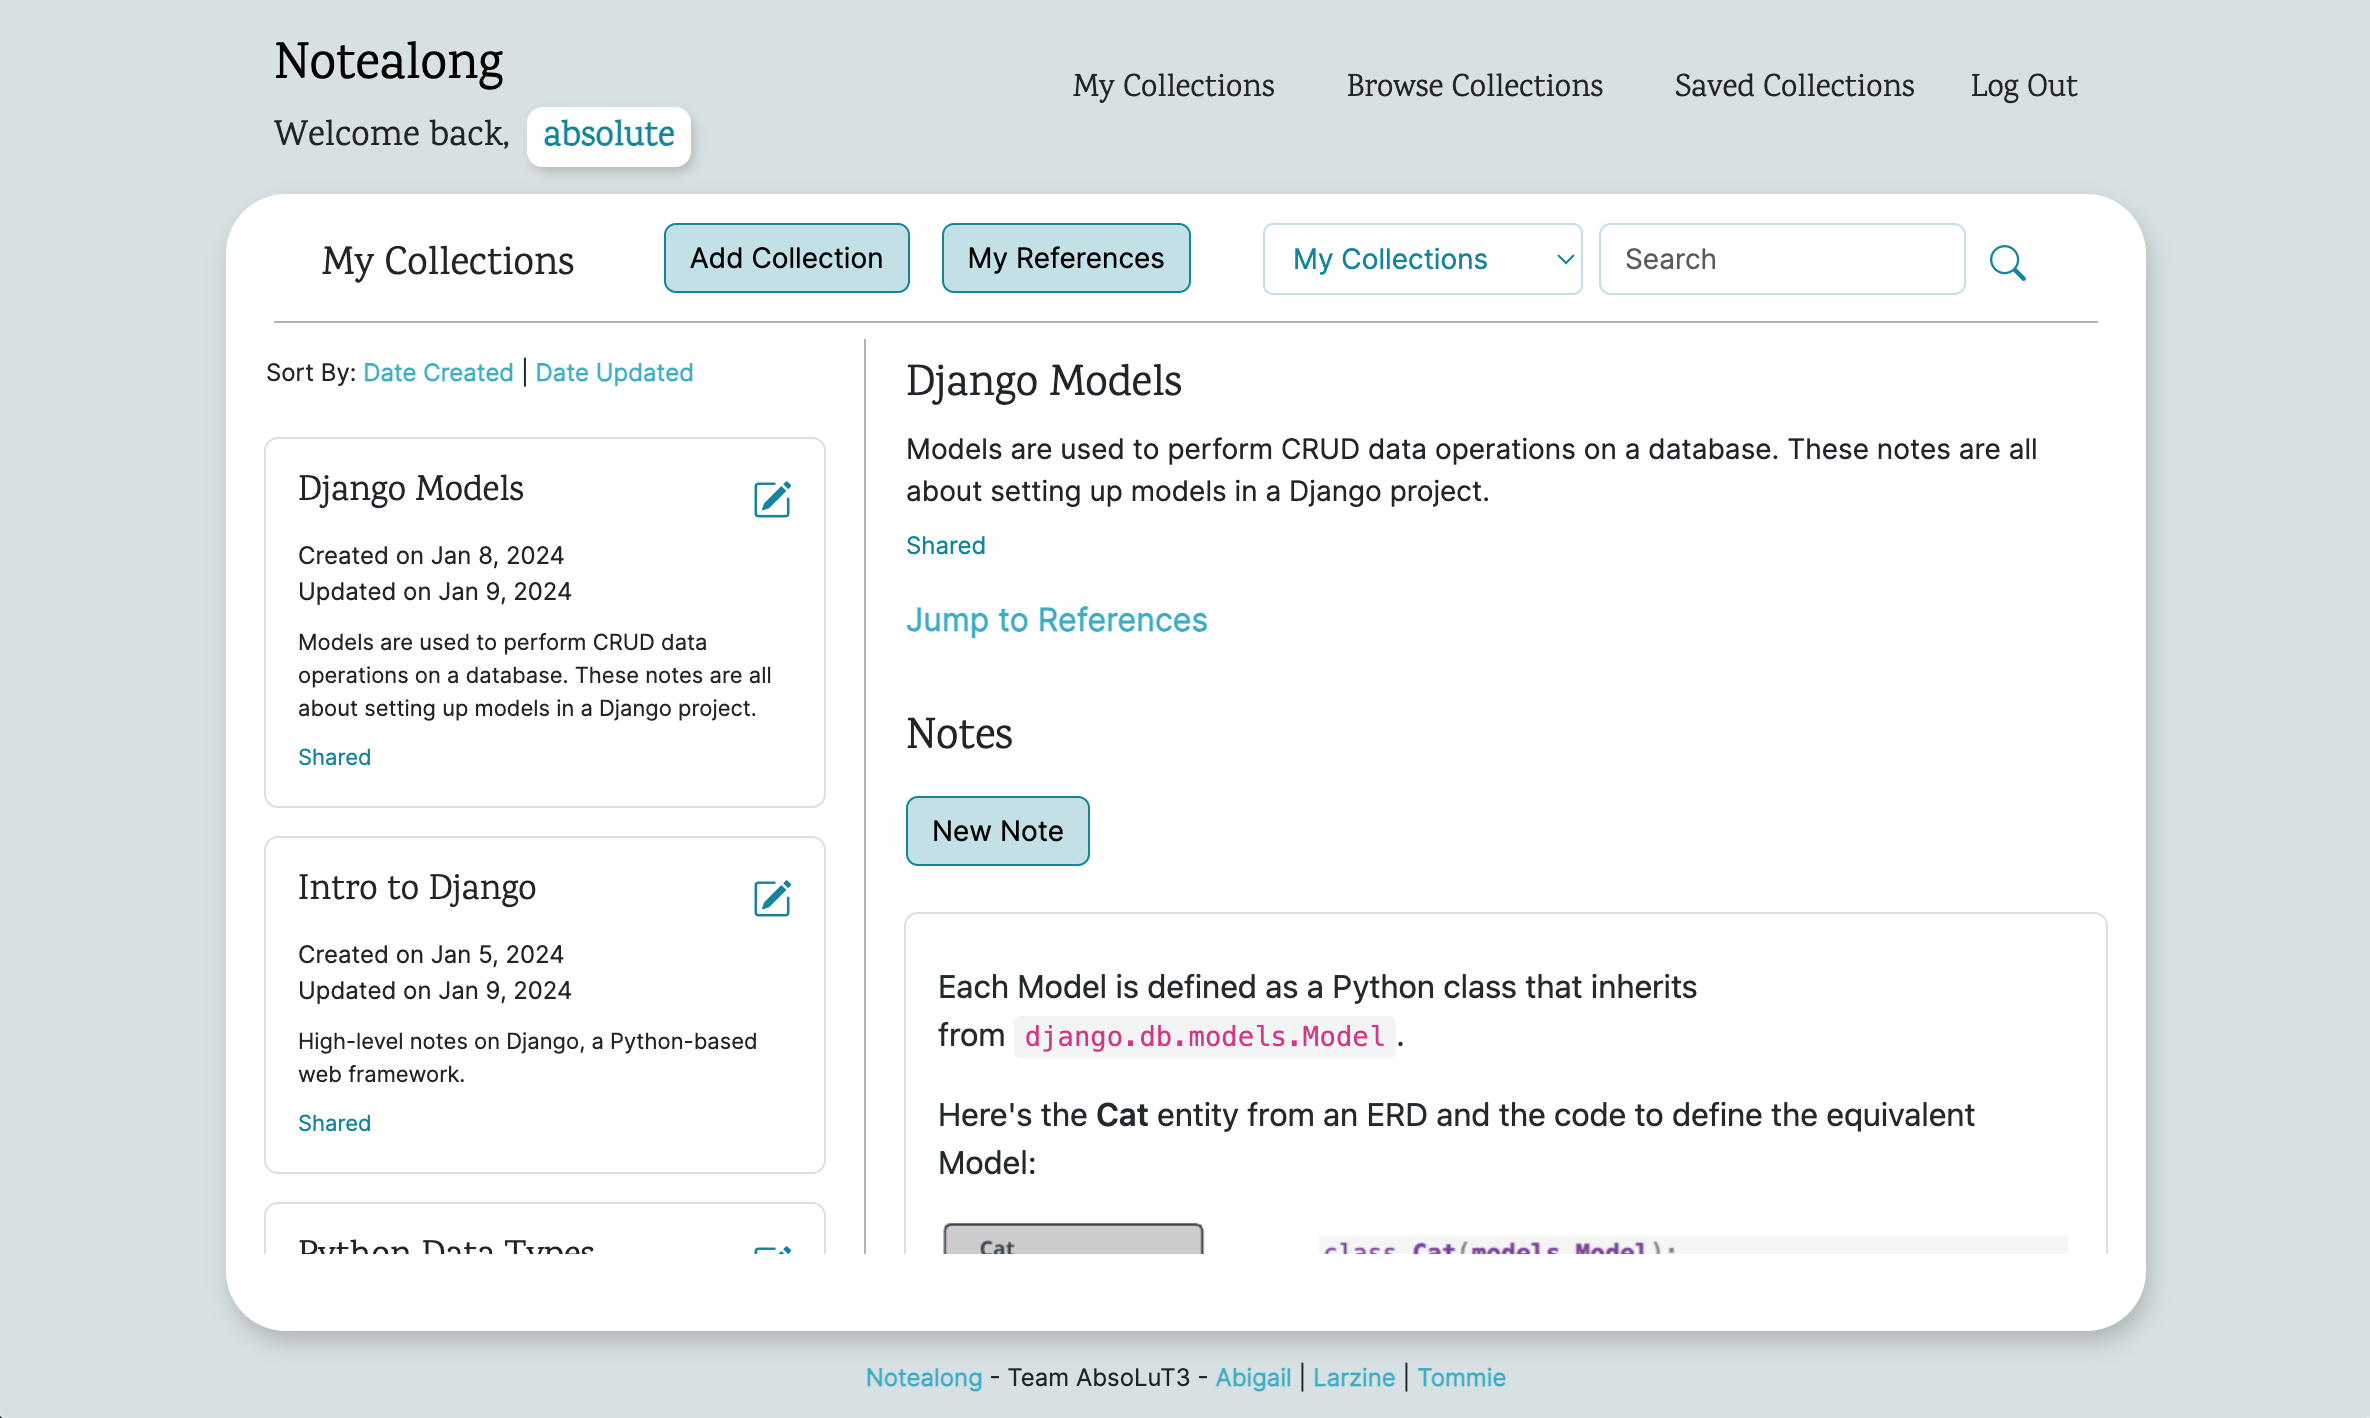 Notealong
Welcome back, absolute
My Collections
Browse Collections
Saved Collections
Log Out
My Collections
Add Collection
My References
My Collections
Search
Sort By: Date Created | Date Updated
Django Models
Created on Jan 8, 2024
Updated on Jan 9, 2024
Models are used to perform CRUD data
operations on a database. These notes are all
about setting up models in a Django project.
Shared
Intro to Django
Created on Jan 5, 2024
Updated on Jan 9, 2024
High-level notes on Django, a Python-based
web framework.
Shared
Python Data Types
Django Models
Models are used to perform CRUD data operations on a database. These notes are all
about setting up models in a Django project.
Shared
Jump to References
Notes
New Note
Each Model is defined as a Python class that inherits
from django.db.models.Model.
Here's the Cat entity from an ERD and the code to define the equivalent
Model:
Cat
class Cat(models.Model):
Notealong - Team AbsoLuT3 - Abigail | Larzine | Tommie